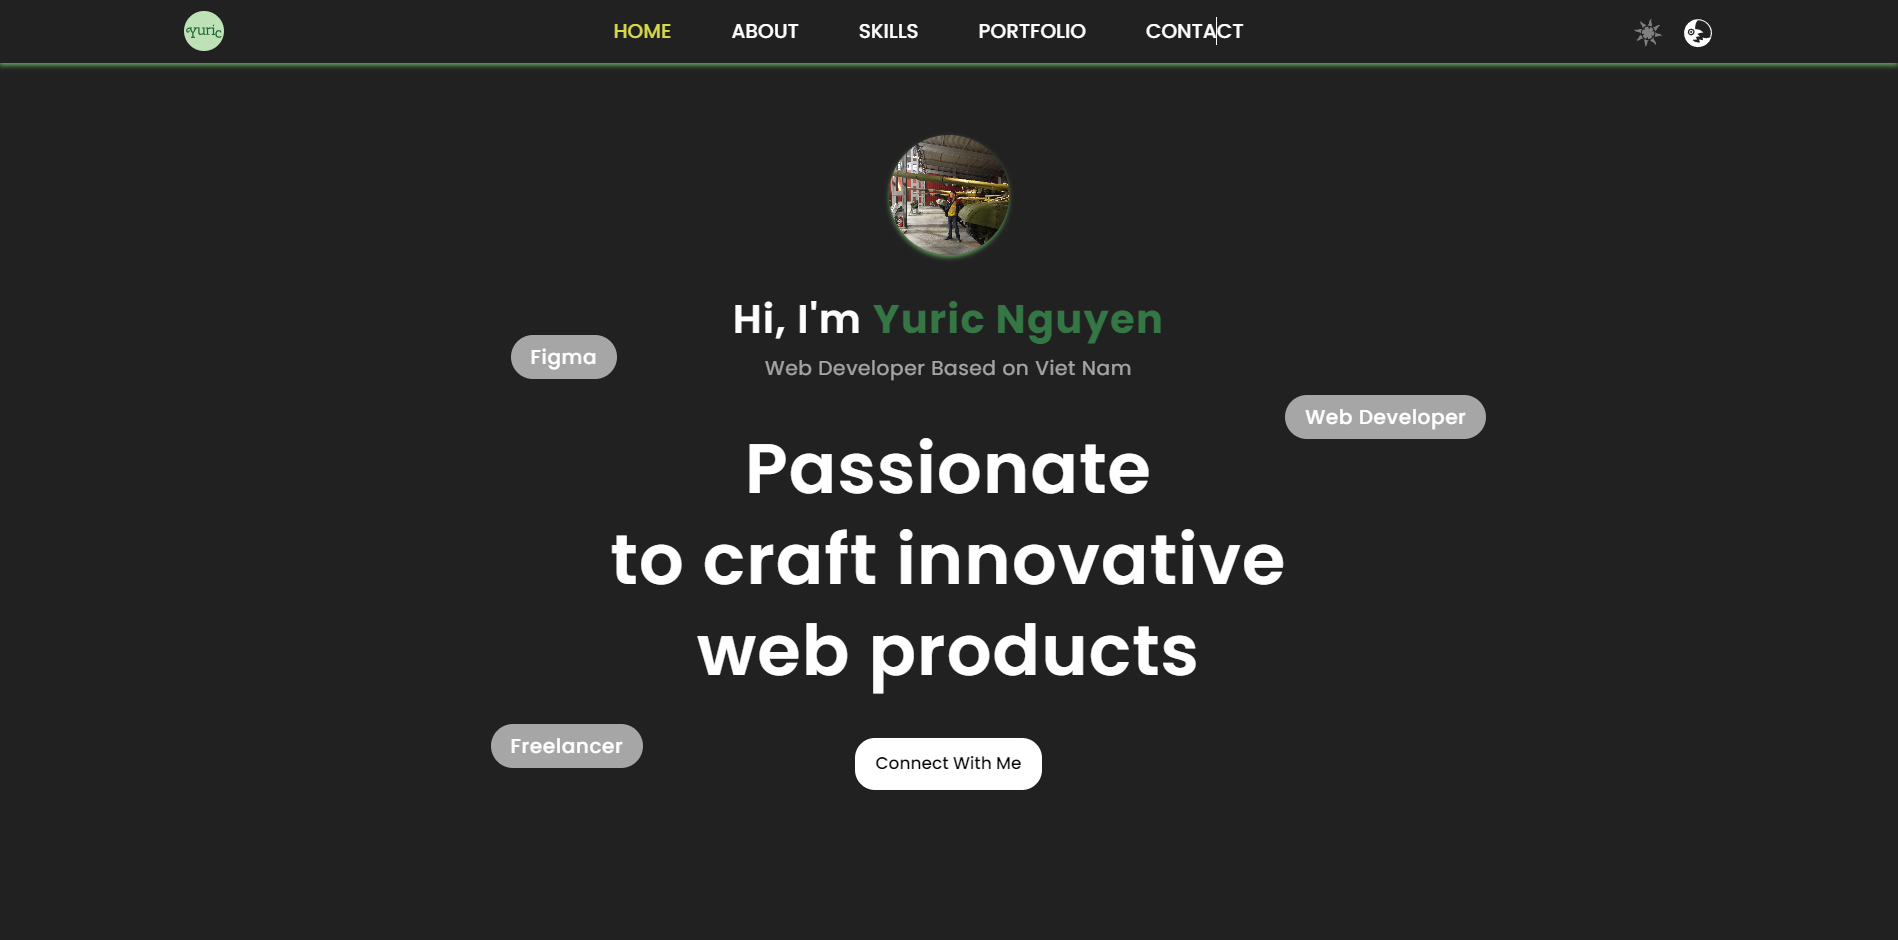 yuric
HOME ABOUT SKILLS PORTFOLIO CONTACT
Hi, I'm Yuric Nguyen
Figma
Web Developer Based on Viet Nam
Web Developer
Passionate
to craft innovative
web products
Freelancer
Connect With Me